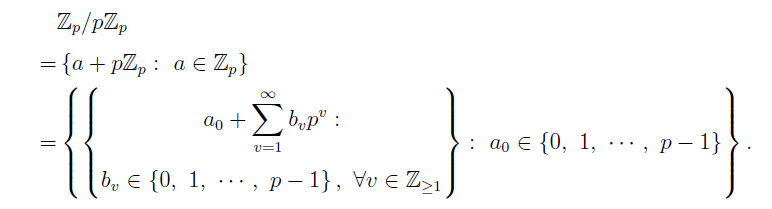 ℤ_p/pℤ_p
= {a + pℤ_p : a ∈ ℤ_p}
= { { a_0 + ∑_{v=1}^{∞} b_v p^v : b_v ∈ {0, 1, ⋯ , p − 1} , ∀v ∈ ℤ_{≥1} } : a_0 ∈ {0, 1, ⋯ , p − 1} } .